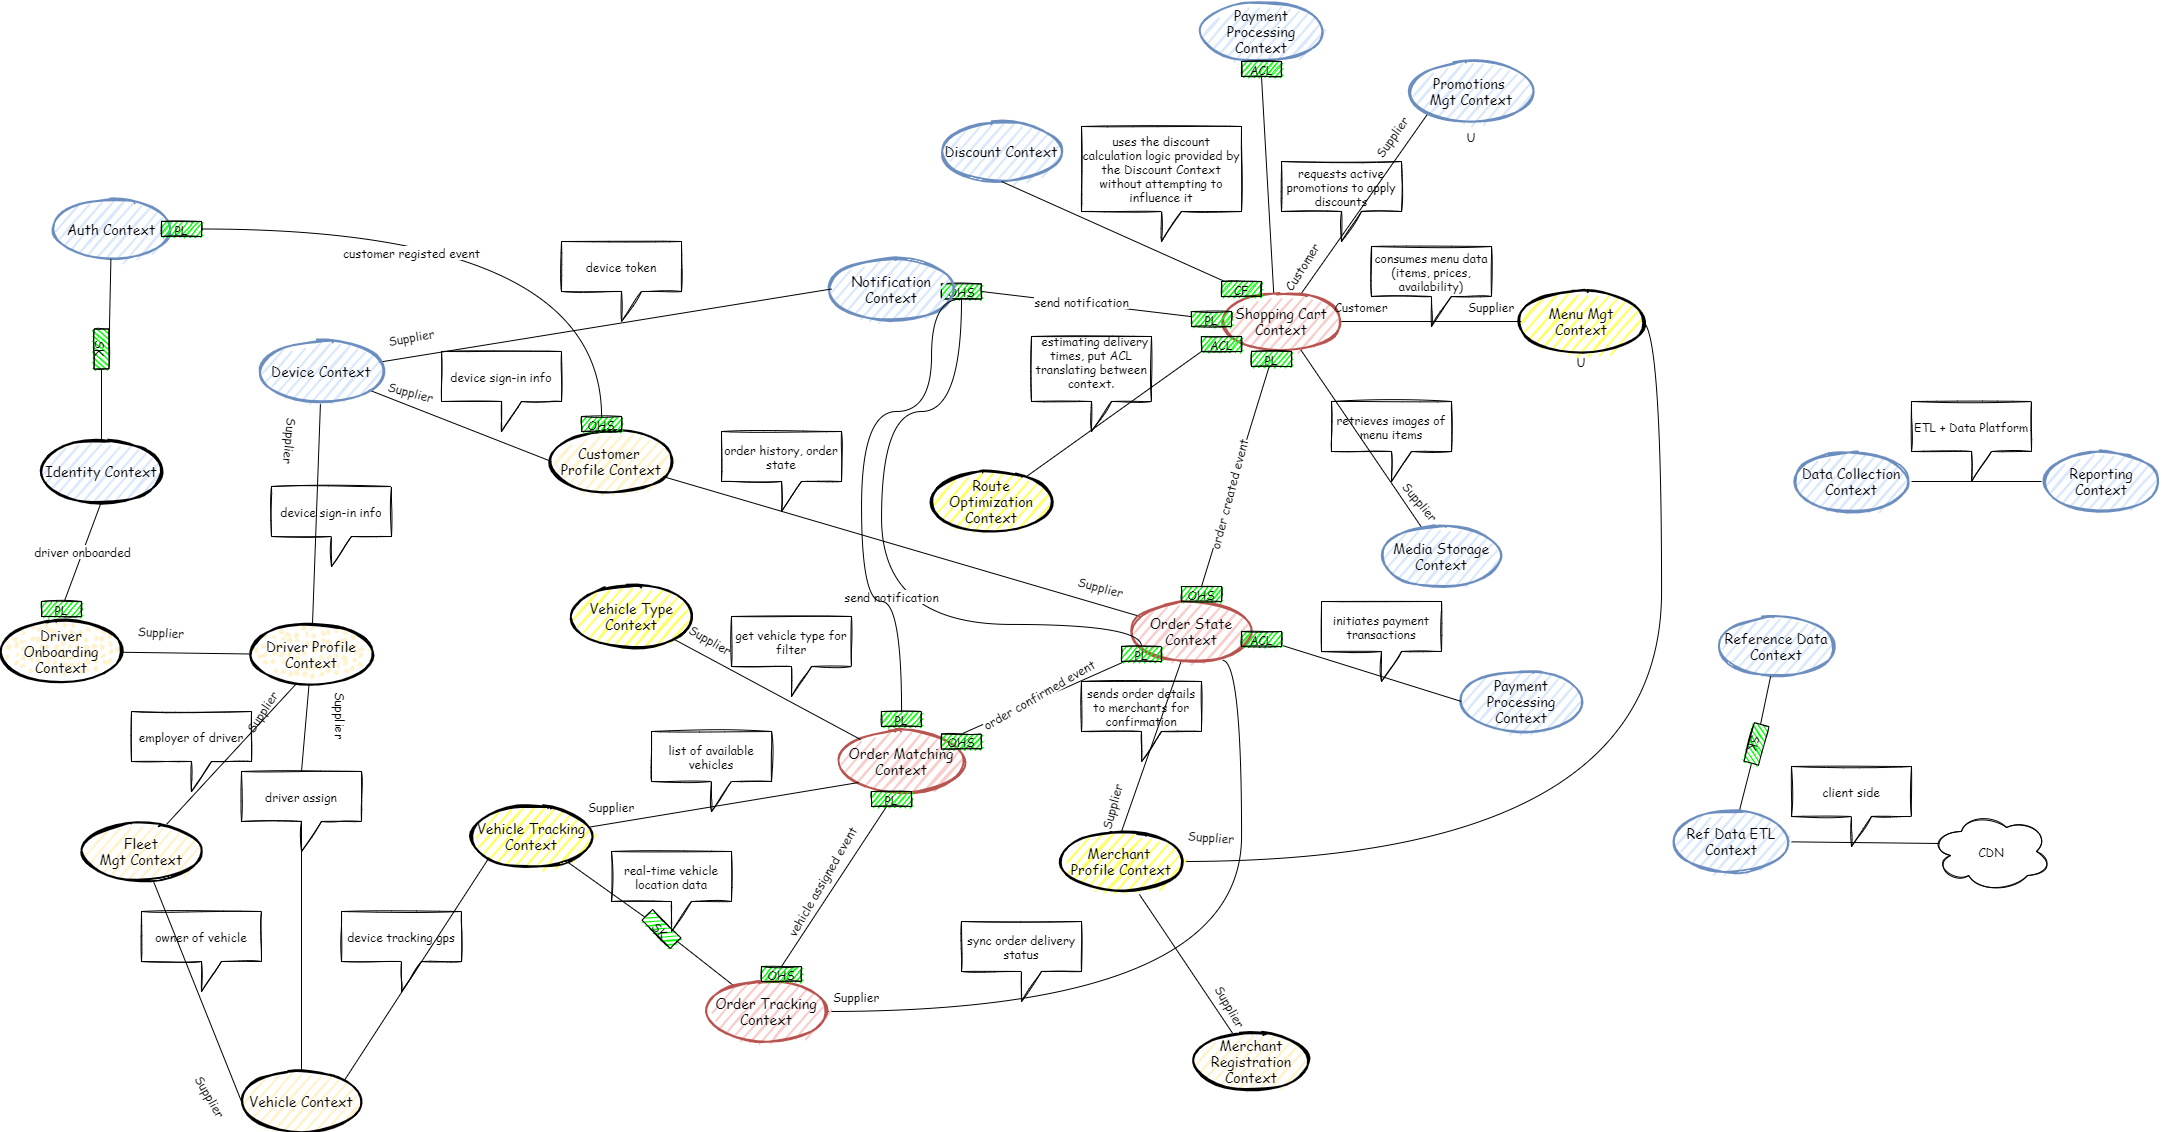 Payment
Processing
Context
ACL
Promotions
Mgt Context
U
Supplier
Discount Context
uses the discount
calculation logic provided by
the Discount Context
without attempting to
influence it
requests active
promotions to apply
discounts
Customer
Auth Context
PL
customer registed event
device token
Notification
Context
OHS
send notification
CF
PL
Shopping Cart
Context
ACL
PL
consumes menu data
(items, prices,
availability)
Customer
Supplier
Menu Mgt
Context
U
SK
Supplier
Device Context
Supplier
device sign-in info
estimating delivery
times, put ACL
translating between
context.
Supplier
OHS
Customer
Profile Context
order history, order
state
retrieves images of
menu items
order created event
Supplier
ETL + Data Platform
Data Collection
Context
Reporting
Context
Identity Context
device sign-in info
Route
Optimization
Context
Media Storage
Context
driver onboarded
PL
Driver
Onboarding
Context
Supplier
Driver Profile
Context
Vehicle Type
Context
Supplier
get vehicle type for
filter
send notification
Supplier
OHS
Order State
Context
ACL
PL
initiates payment
transactions
Payment
Processing
Context
Reference Data
Context
SK
Supplier
Supplier
employer of driver
driver assign
order confirmed event
sends order details
to merchants for
confirmation
PL
OHS
Order Matching
Context
PL
list of available
vehicles
Supplier
Vehicle Tracking
Context
Supplier
Supplier
Merchant
Profile Context
client side
Ref Data ETL
Context
CDN
Fleet
Mgt Context
real-time vehicle
location data
SK
vehicle assigned event
owner of vehicle
device tracking gps
sync order delivery
status
OHS
Order Tracking
Context
Supplier
Supplier
Merchant
Registration
Context
Supplier
Vehicle Context